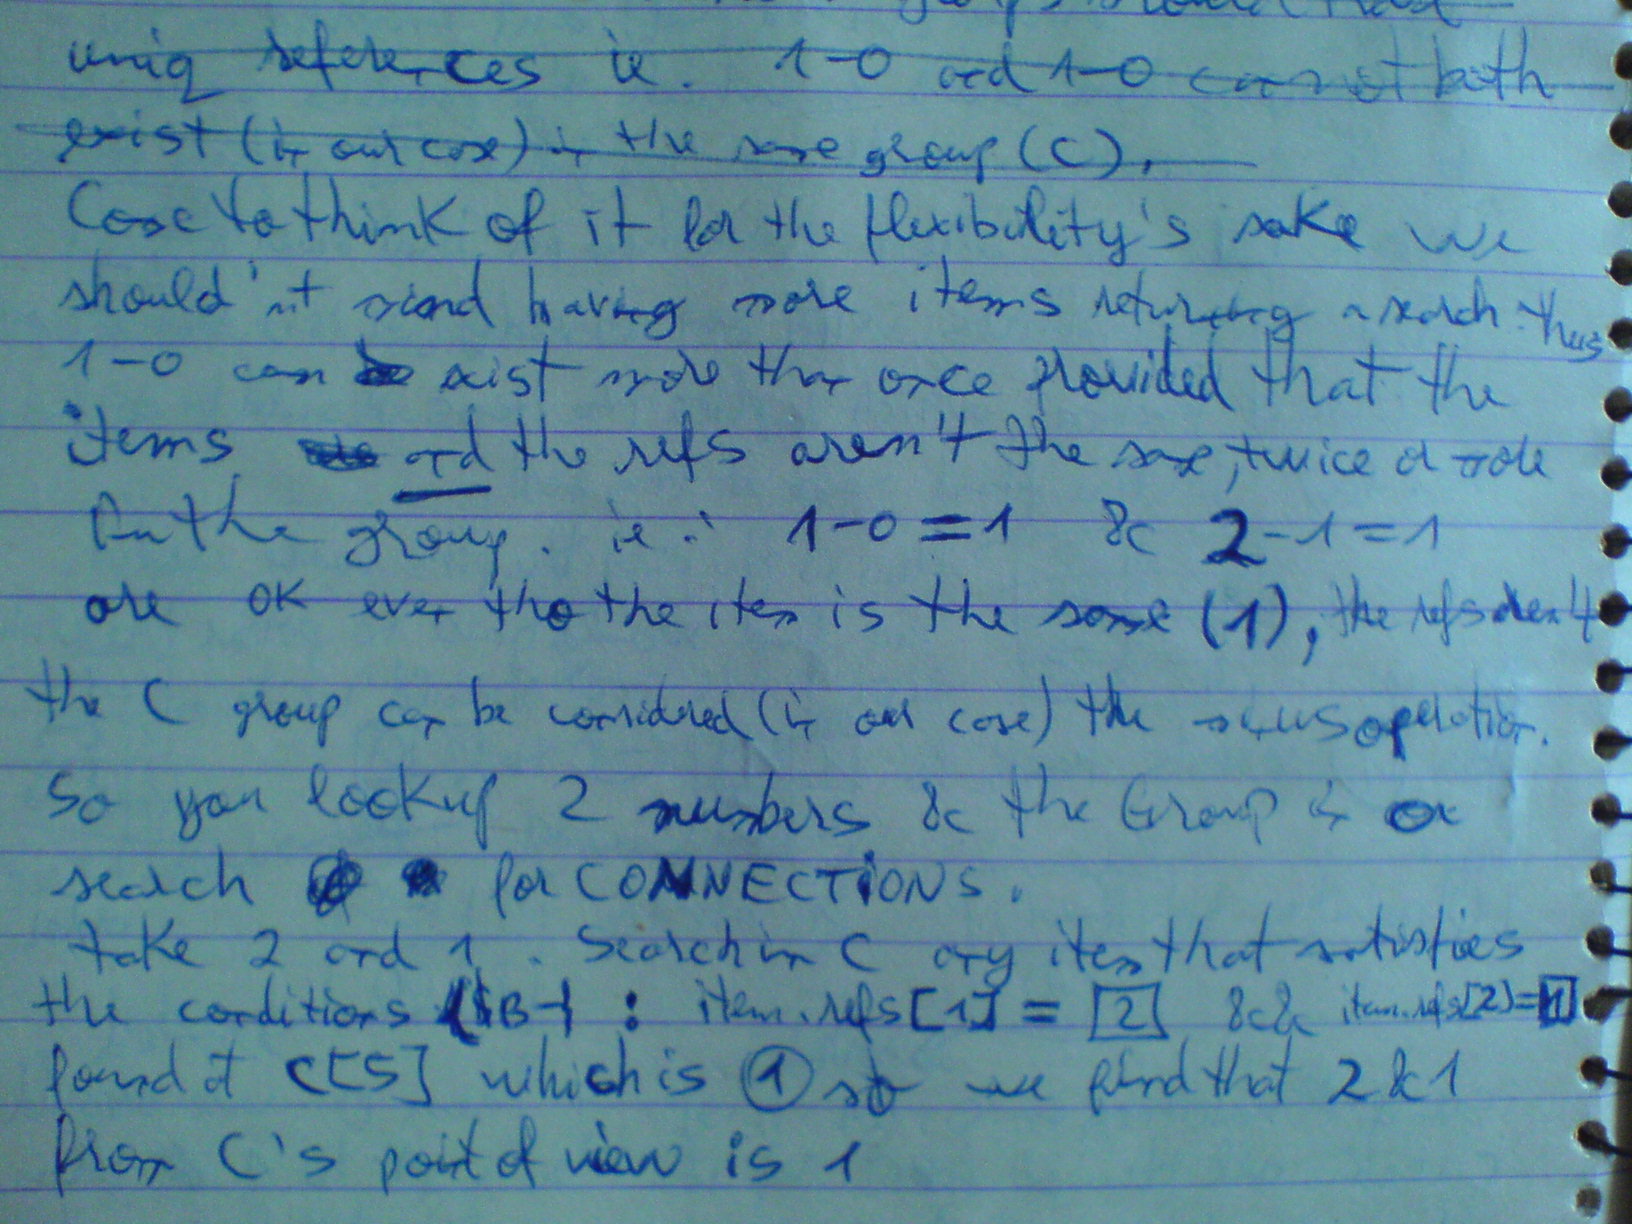 uniq references ie. 1-0 and 1-0 cannot both
exist (in our case) in the same group (C).
Come to think of it for the flexibility's sake we
should'nt mind having more items returning a search. thus
1-0 can exist more than once provided that the
items and the refs aren't the same, twice or more
in the group. ie: 1-0=1 & 2-1=1
are OK even tho the item is the same (1), the refs aren't
the C group can be considered (in our case) the minus operation.
So you lookup 2 numbers & the Group is a
search for CONNECTIONS.
take 2 and 1. Search in C any item that satisfies
the conditions : item.refs[1] = [2] && item.refs[2]=[1]
found at C[5] which is 1 so we find that 2&1
from C's point of view is 1